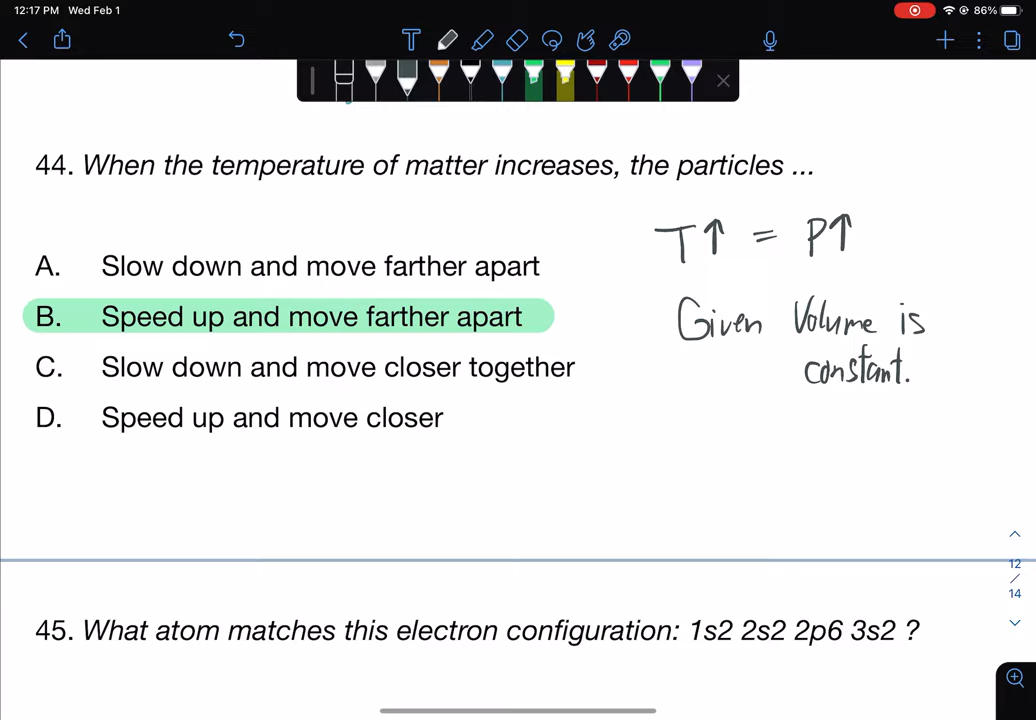 12:17 PM Wed Feb 1
86%
T
44. When the temperature of matter increases, the particles ...
T↑ = P↑
A. Slow down and move farther apart
B. Speed up and move farther apart
Given Volume is
constant.
C. Slow down and move closer together
D. Speed up and move closer
12
/
14
45. What atom matches this electron configuration: 1s2 2s2 2p6 3s2 ?